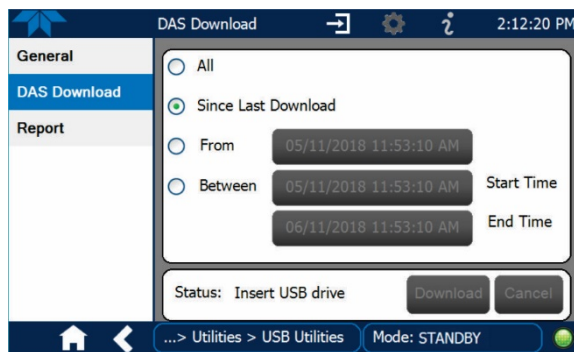 DAS Download 2:12:20 PM
General
DAS Download
Report
All
Since Last Download
From 05/11/2018 11:53:10 AM
Between 05/11/2018 11:53:10 AM Start Time
06/11/2018 11:53:10 AM End Time
Status: Insert USB drive Download Cancel
...> Utilities > USB Utilities Mode: STANDBY